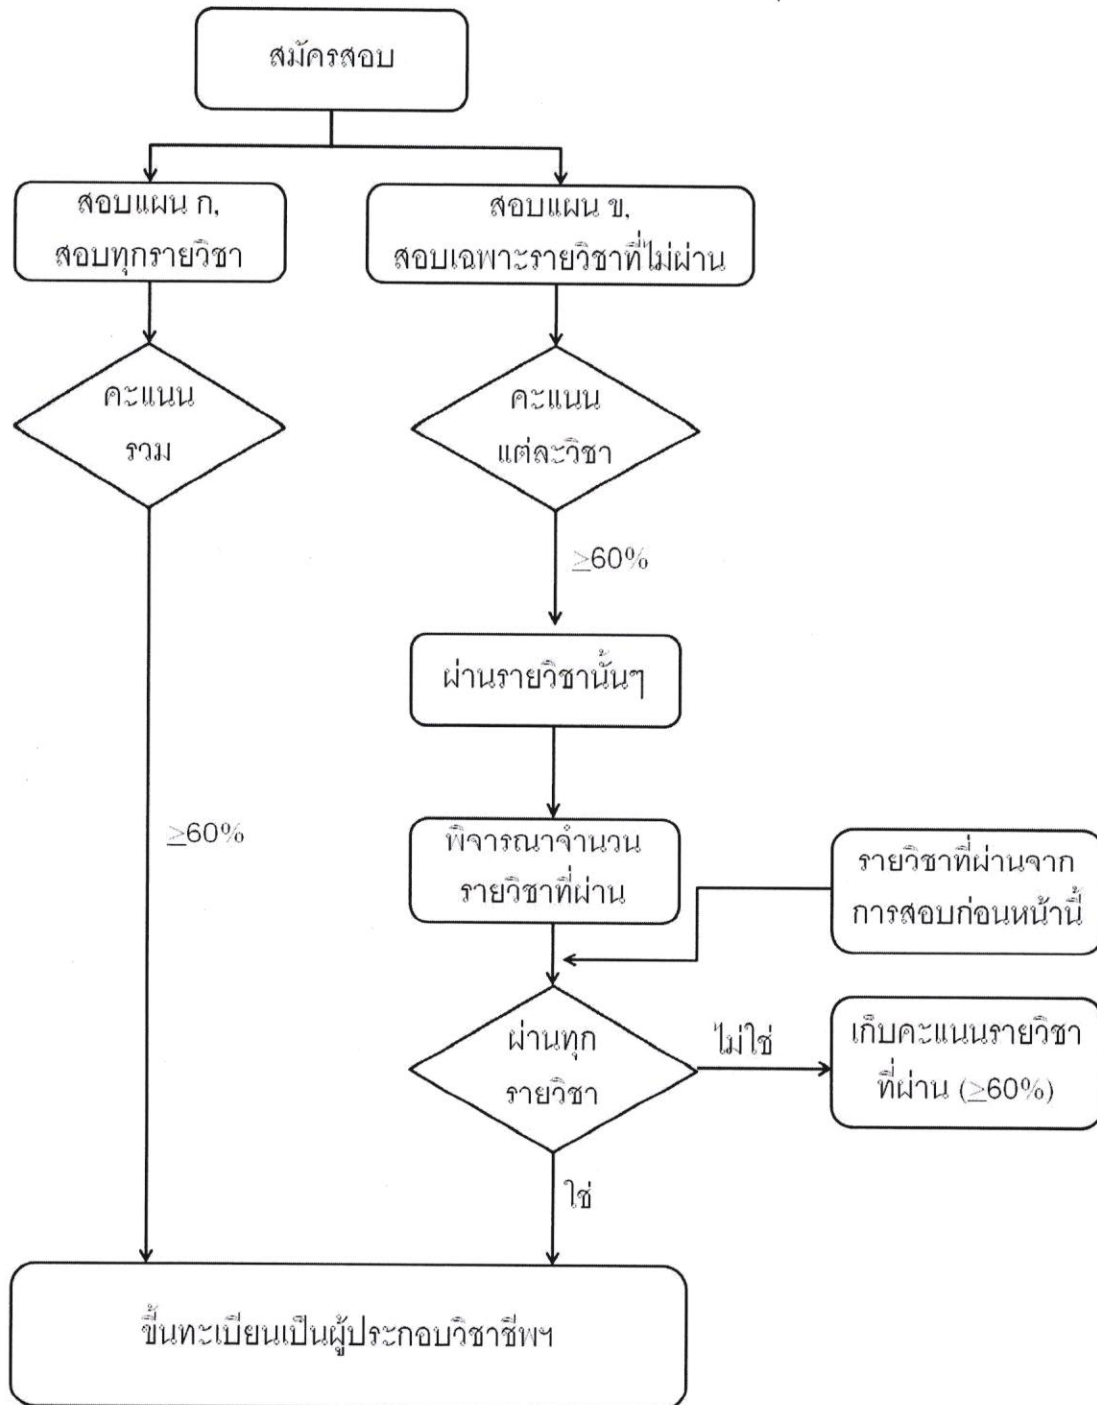 สมัครสอบ
สอบแผน ก,
สอบทุกรายวิชา
สอบแผน ข,
สอบเฉพาะรายวิชาที่ไม่ผ่าน
คะแนน
รวม
คะแนน
แต่ละวิชา
≥60%
ผ่านรายวิชานั้นๆ
≥60%
พิจารณาจำนวน
รายวิชาที่ผ่าน
รายวิชาที่ผ่านจาก
การสอบก่อนหน้านี้
ผ่านทุก
รายวิชา
ไม่ใช่
เก็บคะแนนรายวิชา
ที่ผ่าน (≥60%)
ใช่
ขึ้นทะเบียนเป็นผู้ประกอบวิชาชีพฯ